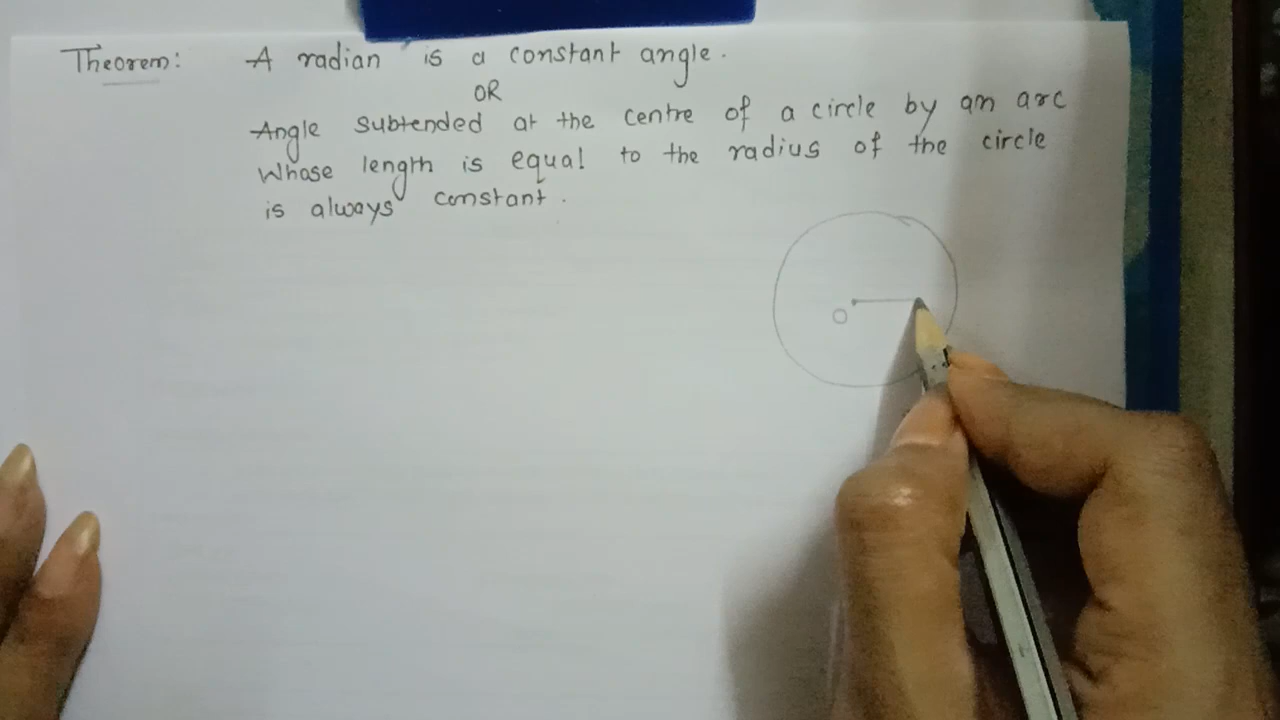 Theorem: A radian is a constant angle.
OR
Angle subtended at the centre of a circle by an arc
Whose length is equal to the radius of the circle
is always constant.
O